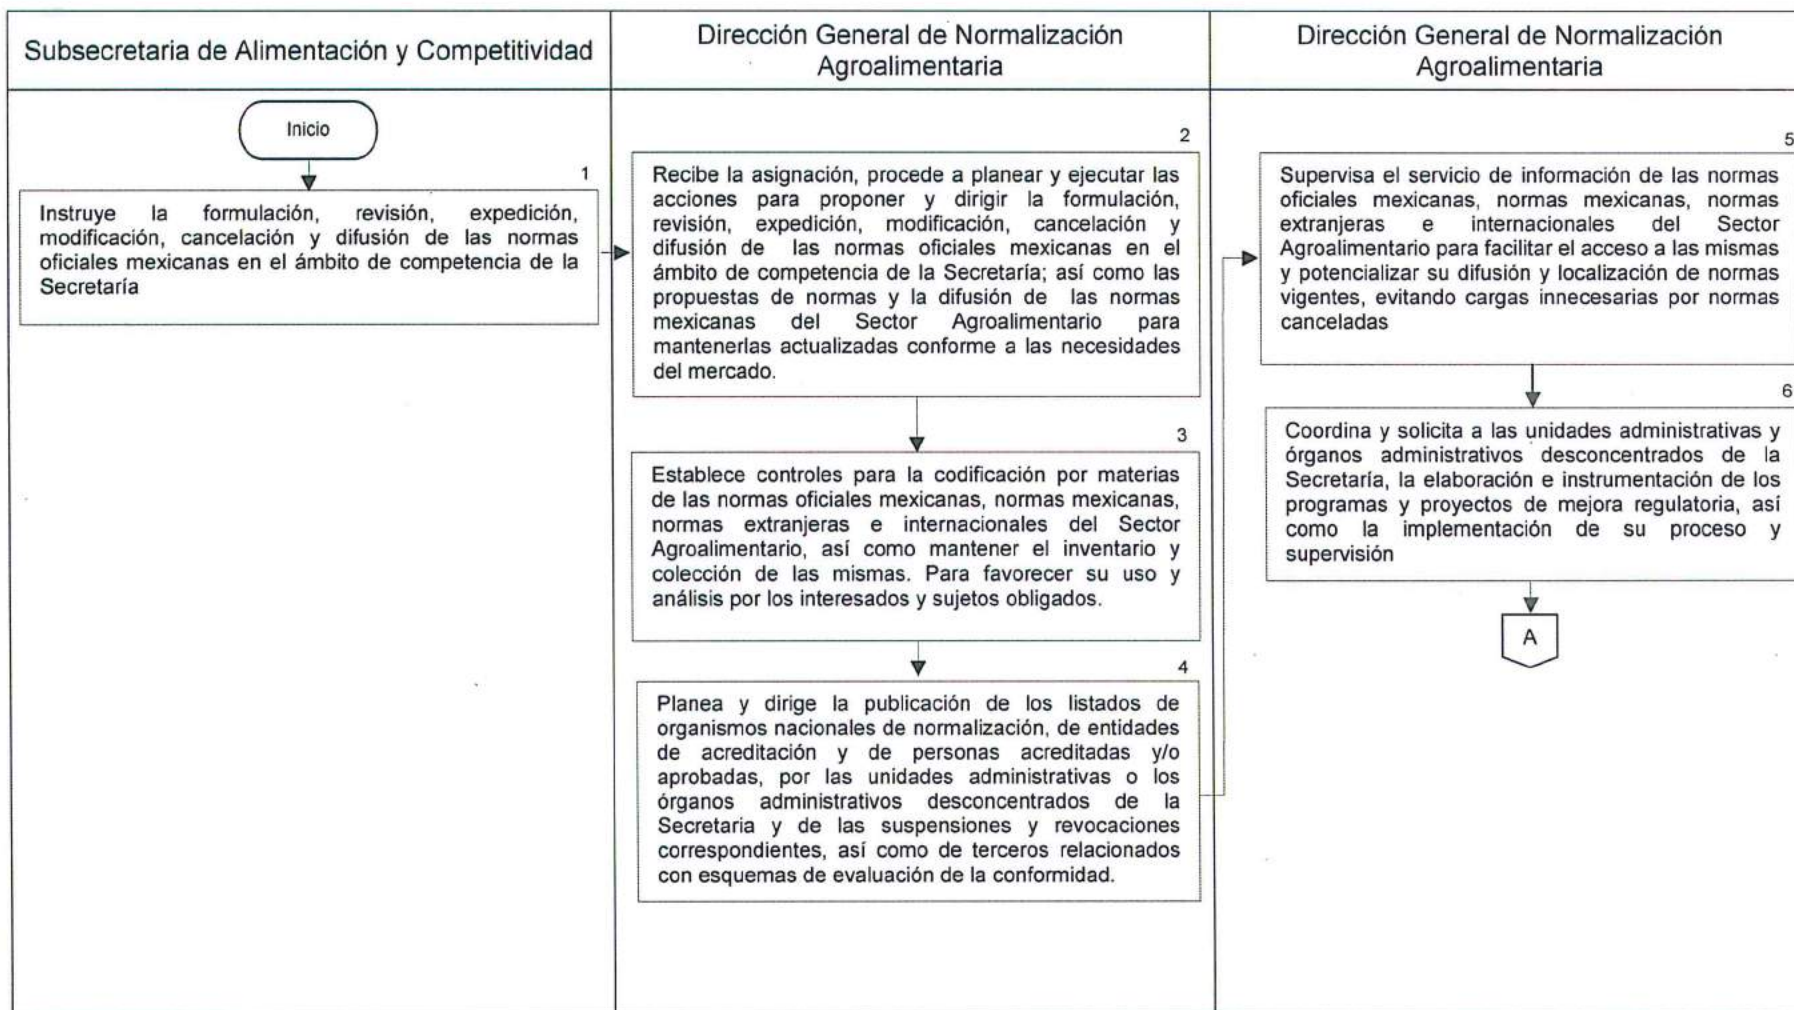 Subsecretaria de Alimentación y Competitividad
Dirección General de Normalización
Agroalimentaria
Dirección General de Normalización
Agroalimentaria
Inicio
1
Instruye la formulación, revisión, expedición,
modificación, cancelación y difusión de las normas
oficiales mexicanas en el ámbito de competencia de la
Secretaría
2
Recibe la asignación, procede a planear y ejecutar las
acciones para proponer y dirigir la formulación,
revisión, expedición, modificación, cancelación y
difusión de las normas oficiales mexicanas en el
ámbito de competencia de la Secretaría; así como las
propuestas de normas y la difusión de las normas
mexicanas del Sector Agroalimentario para
mantenerlas actualizadas conforme a las necesidades
del mercado.
3
Establece controles para la codificación por materias
de las normas oficiales mexicanas, normas mexicanas,
normas extranjeras e internacionales del Sector
Agroalimentario, así como mantener el inventario y
colección de las mismas. Para favorecer su uso y
análisis por los interesados y sujetos obligados.
4
Planea y dirige la publicación de los listados de
organismos nacionales de normalización, de entidades
de acreditación y de personas acreditadas y/o
aprobadas, por las unidades administrativas o los
órganos administrativos desconcentrados de la
Secretaria y de las suspensiones y revocaciones
correspondientes, así como de terceros relacionados
con esquemas de evaluación de la conformidad.
5
Supervisa el servicio de información de las normas
oficiales mexicanas, normas mexicanas, normas
extranjeras e internacionales del Sector
Agroalimentario para facilitar el acceso a las mismas
y potencializar su difusión y localización de normas
vigentes, evitando cargas innecesarias por normas
canceladas
6
Coordina y solicita a las unidades administrativas y
órganos administrativos desconcentrados de la
Secretaría, la elaboración e instrumentación de los
programas y proyectos de mejora regulatoria, así
como la implementación de su proceso y
supervisión
A